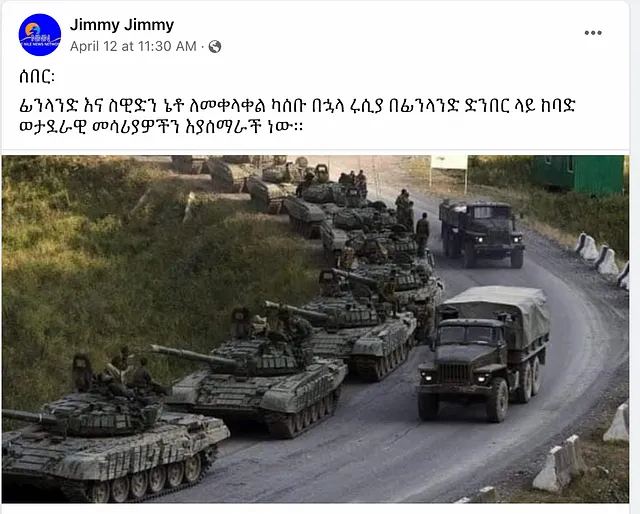 Jimmy Jimmy
April 12 at 11:30 AM ·
ሰበር:
ፊንላንድ እና ስዊድን ኔቶ ለመቀላቀል ካሰቡ በኋላ ሩሲያ በፊንላንድ ድንበር ላይ ከባድ
ወታደራዊ መሳሪያዎችን እያሰማራች ነው።